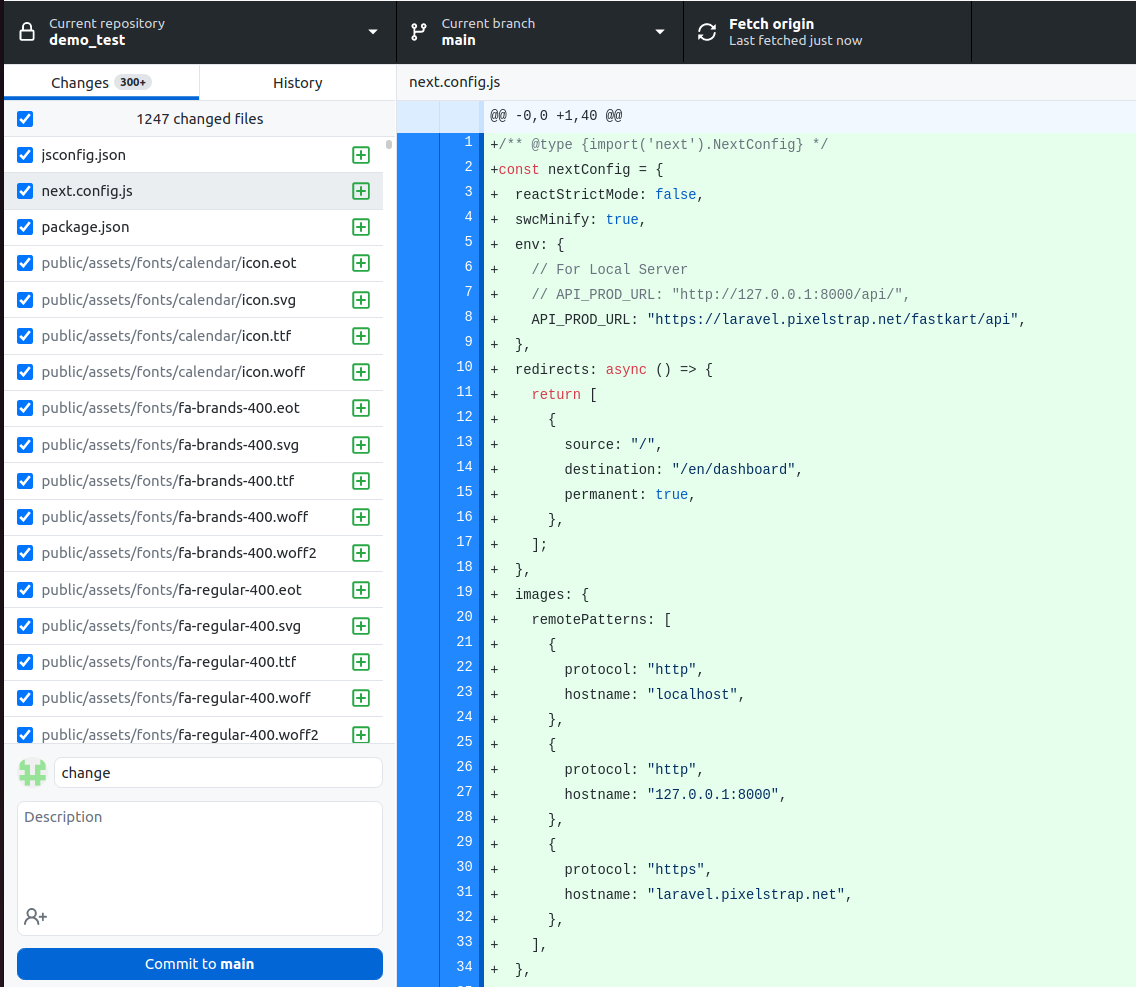 Current repository
demo_test
Current branch
main
Fetch origin
Last fetched just now
Changes 300+
History
1247 changed files
jsconfig.json
next.config.js
package.json
public/assets/fonts/calendar/icon.eot
public/assets/fonts/calendar/icon.svg
public/assets/fonts/calendar/icon.ttf
public/assets/fonts/calendar/icon.woff
public/assets/fonts/fa-brands-400.eot
public/assets/fonts/fa-brands-400.svg
public/assets/fonts/fa-brands-400.ttf
public/assets/fonts/fa-brands-400.woff
public/assets/fonts/fa-brands-400.woff2
public/assets/fonts/fa-regular-400.eot
public/assets/fonts/fa-regular-400.svg
public/assets/fonts/fa-regular-400.ttf
public/assets/fonts/fa-regular-400.woff
public/assets/fonts/fa-regular-400.woff2
change
Description
Commit to main
next.config.js
@@ -0,0 +1,40 @@
1 +/** @type {import('next').NextConfig} */
2 +const nextConfig = {
3 +  reactStrictMode: false,
4 +  swcMinify: true,
5 +  env: {
6 +    // For Local Server
7 +    // API_PROD_URL: "http://127.0.0.1:8000/api/",
8 +    API_PROD_URL: "https://laravel.pixelstrap.net/fastkart/api",
9 +  },
10 +  redirects: async () => {
11 +    return [
12 +      {
13 +        source: "/",
14 +        destination: "/en/dashboard",
15 +        permanent: true,
16 +      },
17 +    ];
18 +  },
19 +  images: {
20 +    remotePatterns: [
21 +      {
22 +        protocol: "http",
23 +        hostname: "localhost",
24 +      },
25 +      {
26 +        protocol: "http",
27 +        hostname: "127.0.0.1:8000",
28 +      },
29 +      {
30 +        protocol: "https",
31 +        hostname: "laravel.pixelstrap.net",
32 +      },
33 +    ],
34 +  },